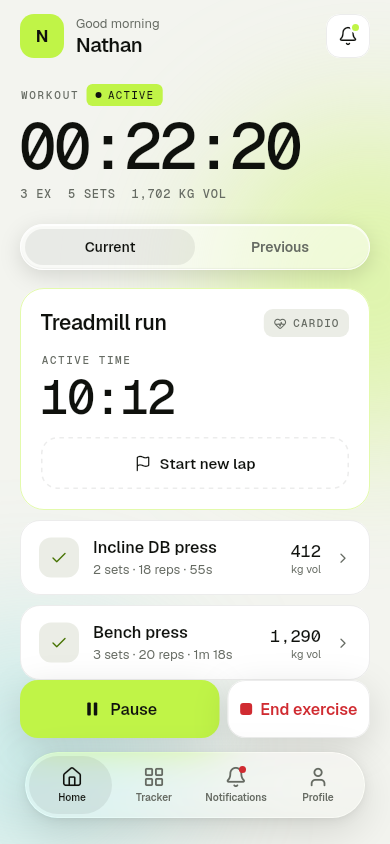 N
Good morning
Nathan
WORKOUT ACTIVE
00:22:20
3 EX 5 SETS 1,702 KG VOL
Current Previous
Treadmill run CARDIO
ACTIVE TIME
10:12
Start new lap
Incline DB press 412
2 sets · 18 reps · 55s kg vol
Bench press 1,290
3 sets · 20 reps · 1m 18s kg vol
Pause End exercise
Home Tracker Notifications Profile